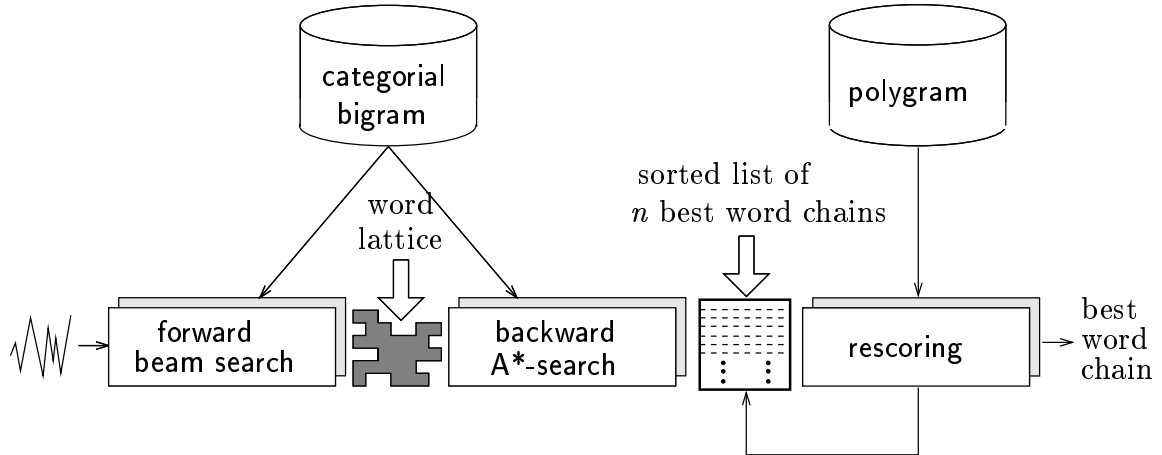 categorial
bigram
polygram
sorted list of
n best word chains
word
lattice
forward
beam search
backward
A*-search
rescoring
best
word
chain